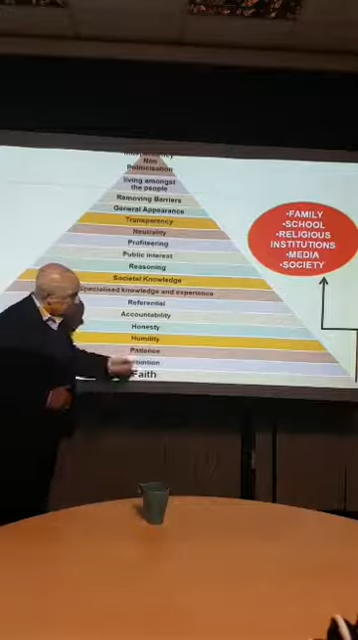 Non
Politicisation
living amongst
the people
Removing Barriers
General Appearance
Transparency
Neutrality
Profiteering
Public interest
Reasoning
Societal Knowledge
specialised knowledge and experience
Referential
Accountability
Honesty
Humility
Patience
Faith
•FAMILY
•SCHOOL
•RELIGIOUS
INSTITUTIONS
•MEDIA
•SOCIETY